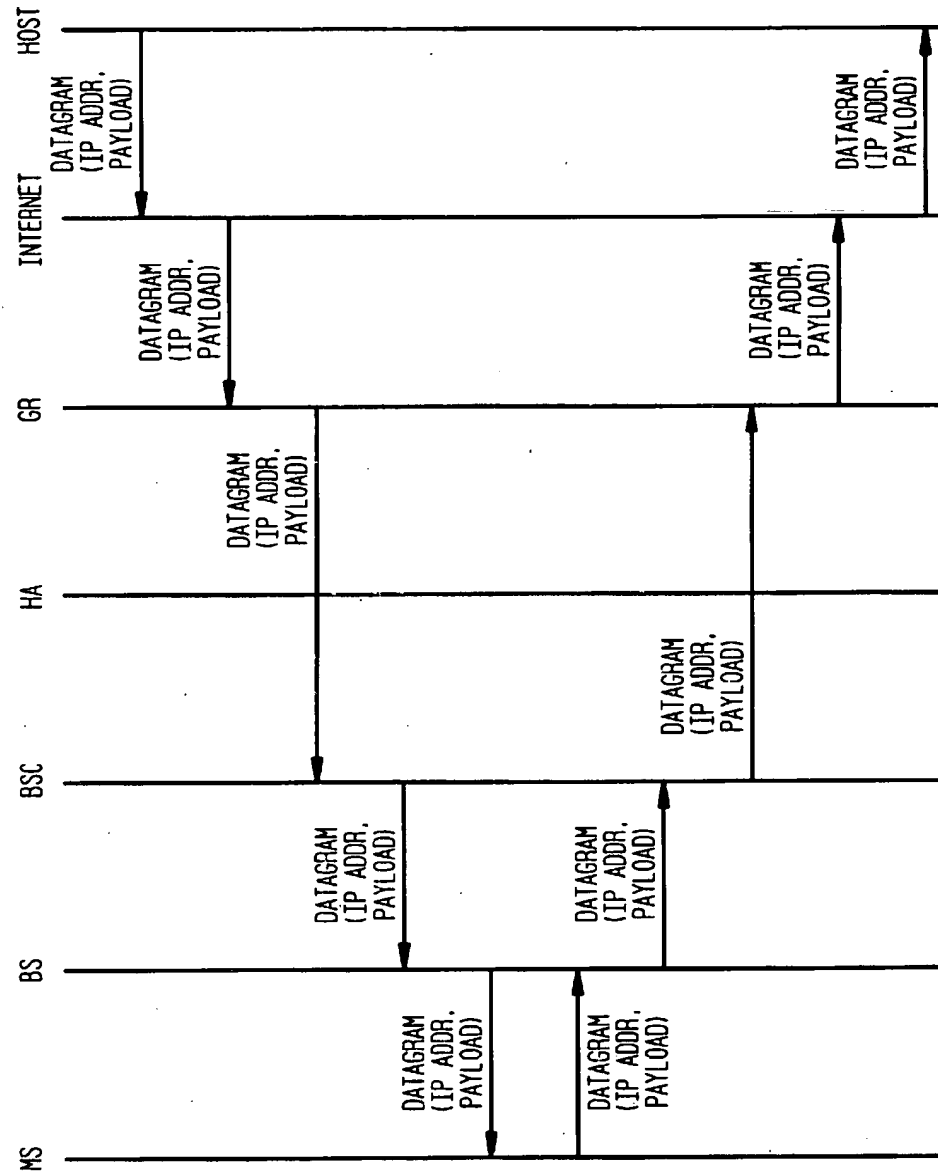 MS
BS
BSC
HA
GR
INTERNET
HOST
DATAGRAM
(IP ADDR,
PAYLOAD)
DATAGRAM
(IP ADDR,
PAYLOAD)
DATAGRAM
(IP ADDR,
PAYLOAD)
DATAGRAM
(IP ADDR,
PAYLOAD)
DATAGRAM
(IP ADDR,
PAYLOAD)
DATAGRAM
(IP ADDR,
PAYLOAD)
DATAGRAM
(IP ADDR,
PAYLOAD)
DATAGRAM
(IP ADDR,
PAYLOAD)
DATAGRAM
(IP ADDR,
PAYLOAD)
DATAGRAM
(IP ADDR,
PAYLOAD)